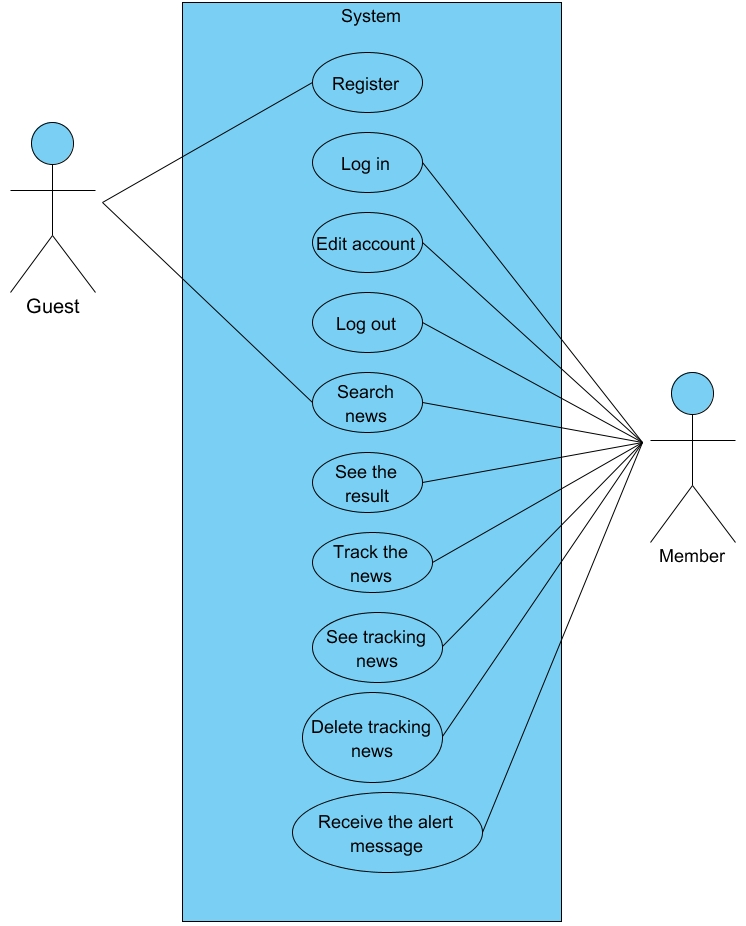 System
Register
Log in
Edit account
Log out
Guest
Search
news
See the
result
Track the
news
Member
See tracking
news
Delete tracking
news
Receive the alert
message